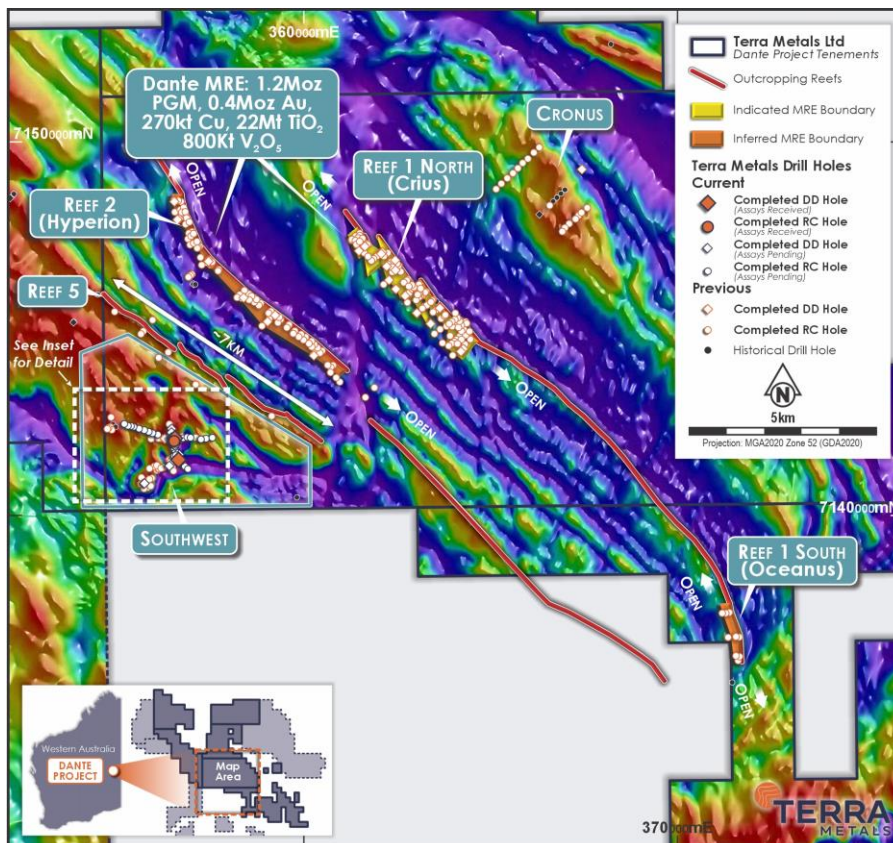 360000mE
Dante MRE: 1.2Moz
PGM, 0.4Moz Au,
270kt Cu, 22Mt TiO₂
800Kt V₂O₅
7150000mN
REEF 2
(Hyperion)
OPEN
OPEN
REEF 1 NORTH
(Crius)
CRONUS
REEF 5
See Inset
for Detail
~7KM
OPEN
OPEN
SOUTHWEST
7140000mN
REEF 1 SOUTH
(Oceanus)
OPEN
OPEN
370000mE
Terra Metals Ltd
Dante Project Tenements
Outcropping Reefs
Indicated MRE Boundary
Inferred MRE Boundary
Terra Metals Drill Holes
Current
Completed DD Hole
(Assays Received)
Completed RC Hole
(Assays Received)
Completed DD Hole
(Assays Pending)
Completed RC Hole
(Assays Pending)
Previous
Completed DD Hole
Completed RC Hole
Historical Drill Hole
N
5km
Projection: MGA2020 Zone 52 (GDA2020)
Western Australia
DANTE
PROJECT
Map
Area
TERRA
METALS